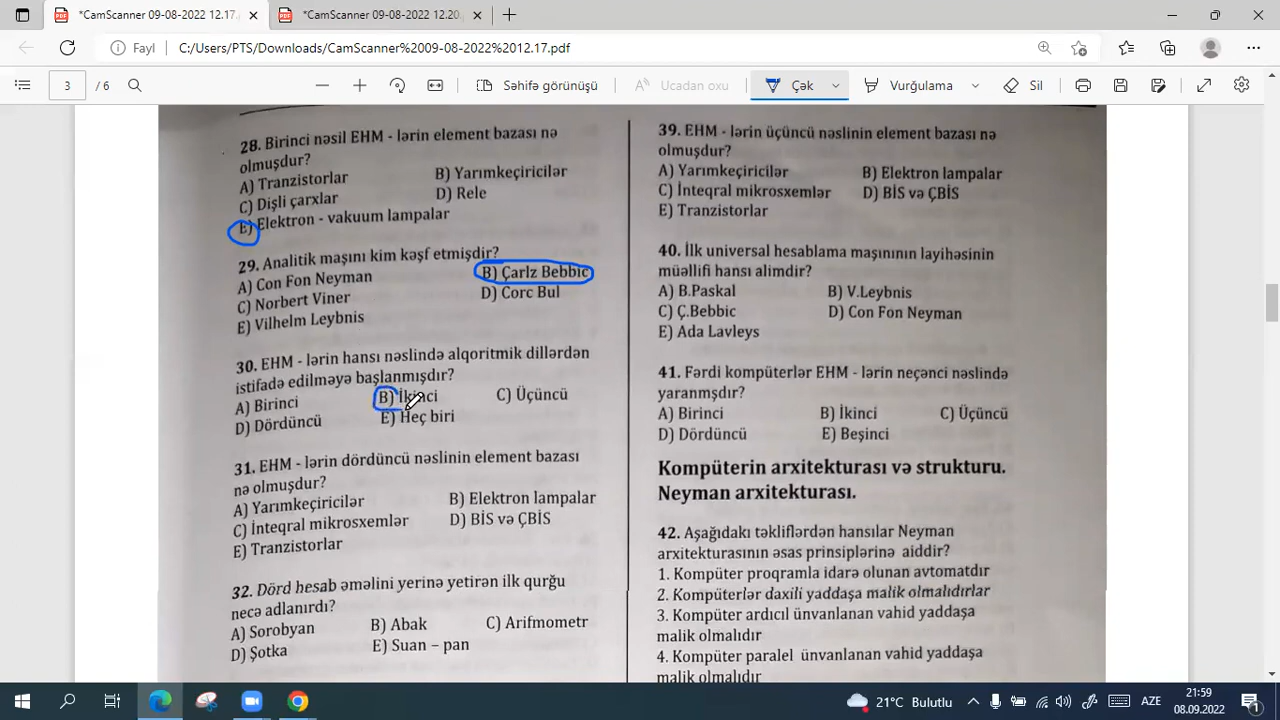 *CamScanner 09-08-2022 12.17.
*CamScanner 09-08-2022 12.20.
Fayl
C:/Users/PTS/Downloads/CamScanner%2009-08-2022%2012.17.pdf
3 / 6
Səhifə görünüşü
Ucadan oxu
Çək
Vurğulama
Sil
28. Birinci nəsil EHM - lərin element bazası nə
olmuşdur?
A) Tranzistorlar
B) Yarımkeçiricilər
C) Dişli çarxlar
D) Rele
E) Elektron - vakuum lampalar
29. Analitik maşını kim kəşf etmişdir?
A) Con Fon Neyman
B) Çarlz Bebbic
C) Norbert Viner
D) Corc Bul
E) Vilhelm Leybnis
30. EHM - lərin hansı nəslində alqoritmik dillərdən
istifadə edilməyə başlanmışdır?
A) Birinci
B) İkinci
C) Üçüncü
D) Dördüncü
E) Heç biri
31. EHM - lərin dördüncü nəslinin element bazası
nə olmuşdur?
A) Yarımkeçiricilər
B) Elektron lampalar
C) İnteqral mikrosxemlər
D) BİS və ÇBİS
E) Tranzistorlar
32. Dörd hesab əməlini yerinə yetirən ilk qurğu
necə adlanırdı?
A) Sorobyan
B) Abak
C) Arifmometr
D) Şotka
E) Suan – pan
39. EHM - lərin üçüncü nəslinin element bazası nə
olmuşdur?
A) Yarımkeçiricilər
B) Elektron lampalar
C) İnteqral mikrosxemlər
D) BİS və ÇBİS
E) Tranzistorlar
40. İlk universal hesablama maşınının layihəsinin
müəllifi hansı alimdir?
A) B.Paskal
B) V.Leybnis
C) Ç.Bebbic
D) Con Fon Neyman
E) Ada Lavleys
41. Fərdi kompüterlər EHM - lərin neçənci nəslində
yaranmşdır?
A) Birinci
B) İkinci
C) Üçüncü
D) Dördüncü
E) Beşinci
Kompüterin arxitekturası və strukturu.
Neyman arxitekturası.
42. Aşağıdakı təkliflərdən hansılar Neyman
arxitekturasının əsas prinsiplərinə aiddir?
1. Kompüter proqramla idarə olunan avtomatdır
2. Kompüterlər daxili yaddaşa malik olmalıdırlar
3. Kompüter ardıcıl ünvanlanan vahid yaddaşa
malik olmalıdır
4. Kompüter paralel ünvanlanan vahid yaddaşa
malik olmalıdır
21°C Bulutlu
AZE
21:59
08.09.2022
1